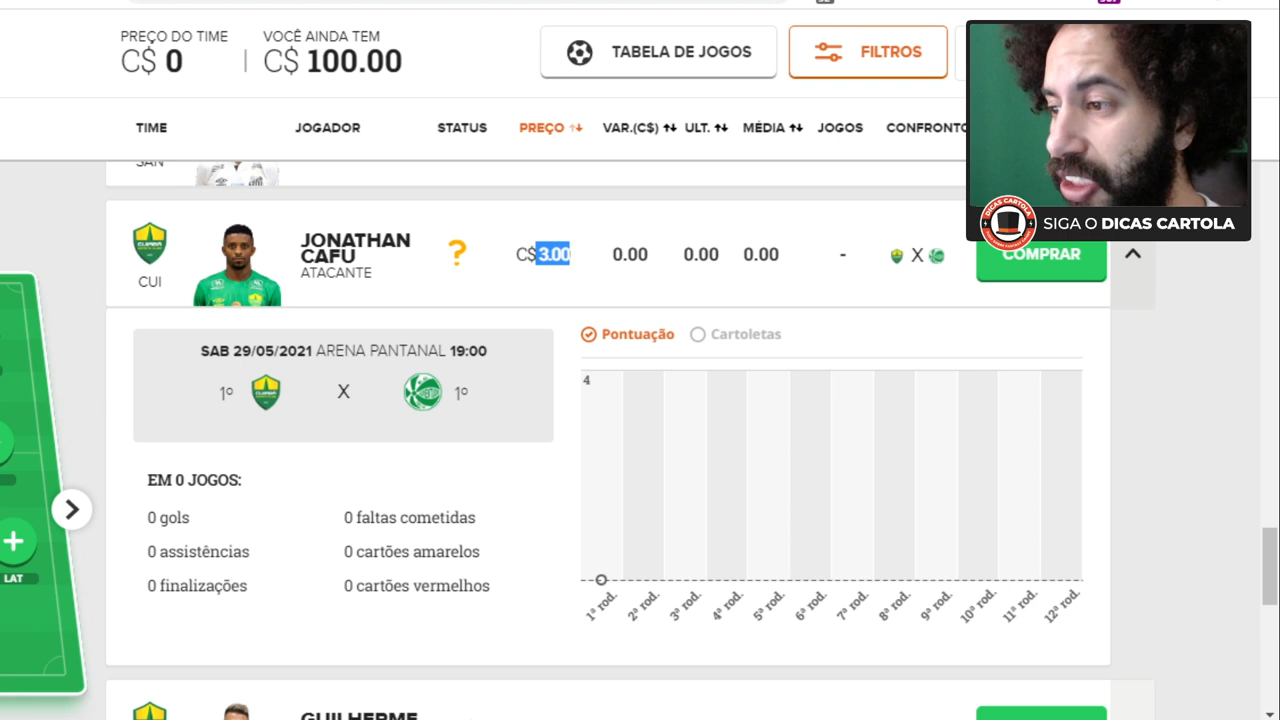 PREÇO DO TIME
C$ 0
VOCÊ AINDA TEM
C$ 100.00
TABELA DE JOGOS
FILTROS
TIME JOGADOR STATUS PREÇO VAR.(C$) ULT. MÉDIA JOGOS CONFRONTO
SAN
DICAS CARTOLA
SIGA O DICAS CARTOLA
CUI
JONATHAN
CAFU
ATACANTE
?
C$ 3.00 0.00 0.00 0.00 - X COMPRAR
SAB 29/05/2021 ARENA PANTANAL 19:00
1º X 1º
Pontuação Cartoletas
4
EM 0 JOGOS:
0 gols 0 faltas cometidas
0 assistências 0 cartões amarelos
0 finalizações 0 cartões vermelhos
1ª rod. 2ª rod. 3ª rod. 4ª rod. 5ª rod. 6ª rod. 7ª rod. 8ª rod. 9ª rod. 10ª rod. 11ª rod. 12ª rod.
LAT
GUILHERME